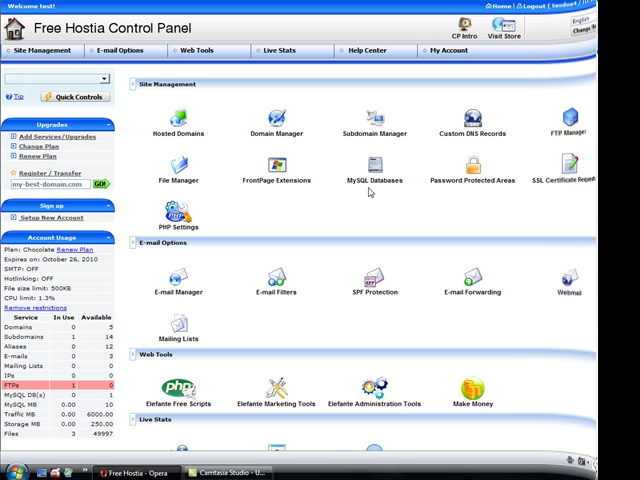 Welcome test!
Home | Logout
Free Hostia Control Panel
CP Intro
Visit Store
English
Site Management
E-mail Options
Web Tools
Live Stats
Help Center
My Account
Tip
Quick Controls
Upgrades
Add Services/Upgrades
Change Plan
Renew Plan
Register / Transfer
my-best-domain.com
GO!
Sign up
Setup New Account
Account Usage
Plan: Chocolate Renew Plan
Expires on: October 26, 2010
SMTP: OFF
Hotlinking: OFF
File size limit: 500KB
CPU limit: 1.3%
Remove restrictions
Service In Use Available
Domains 0 5
Subdomains 1 14
Aliases 0 12
E-mails 0 3
Mailing Lists 0 0
IPs 0 0
FTPs 1 0
MySQL DB(s) 0 1
MySQL MB 0.00 10
Traffic MB 0.00 6000.00
Storage MB 0.00 250.00
Files 3 49997
Site Management
Hosted Domains
Domain Manager
Subdomain Manager
Custom DNS Records
FTP Manager
File Manager
FrontPage Extensions
MySQL Databases
Password Protected Areas
SSL Certificate
PHP
PHP Settings
E-mail Options
E-mail Manager
E-mail Filters
SPF Protection
E-mail Forwarding
Webmail
Mailing Lists
Web Tools
php
Elefante Free Scripts
Elefante Marketing Tools
Elefante Administration Tools
Make Money
Live Stats
Free Hostia - Opera
Camtasia Studio - U...